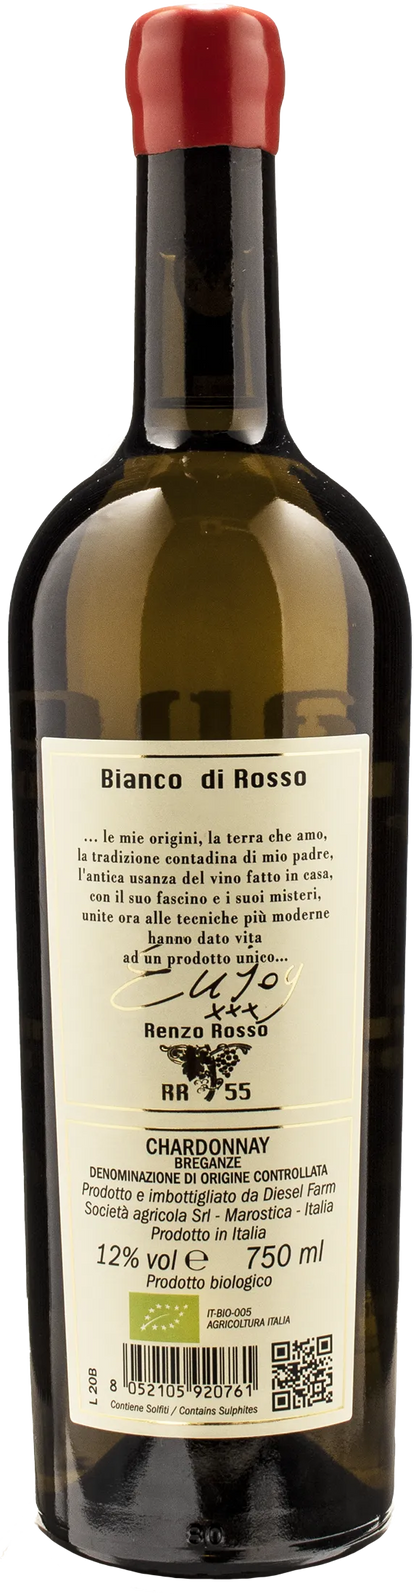 Bianco di Rosso
... le mie origini, la terra che amo,
la tradizione contadina di mio padre,
l'antica usanza del vino fatto in casa,
con il suo fascino e i suoi misteri,
unite ora alle tecniche più moderne
hanno dato vita
ad un prodotto unico...
Enjoy
xxx
Renzo Rosso
RR 55
CHARDONNAY
BREGANZE
DENOMINAZIONE DI ORIGINE CONTROLLATA
Prodotto e imbottigliato da Diesel Farm
Società agricola Srl - Marostica - Italia
Prodotto in Italia
12% vol ℮ 750 ml
Prodotto biologico
IT-BIO-005
AGRICOLTURA ITALIA
L 20B
8 052105 920761
Contiene Solfiti / Contains Sulphites